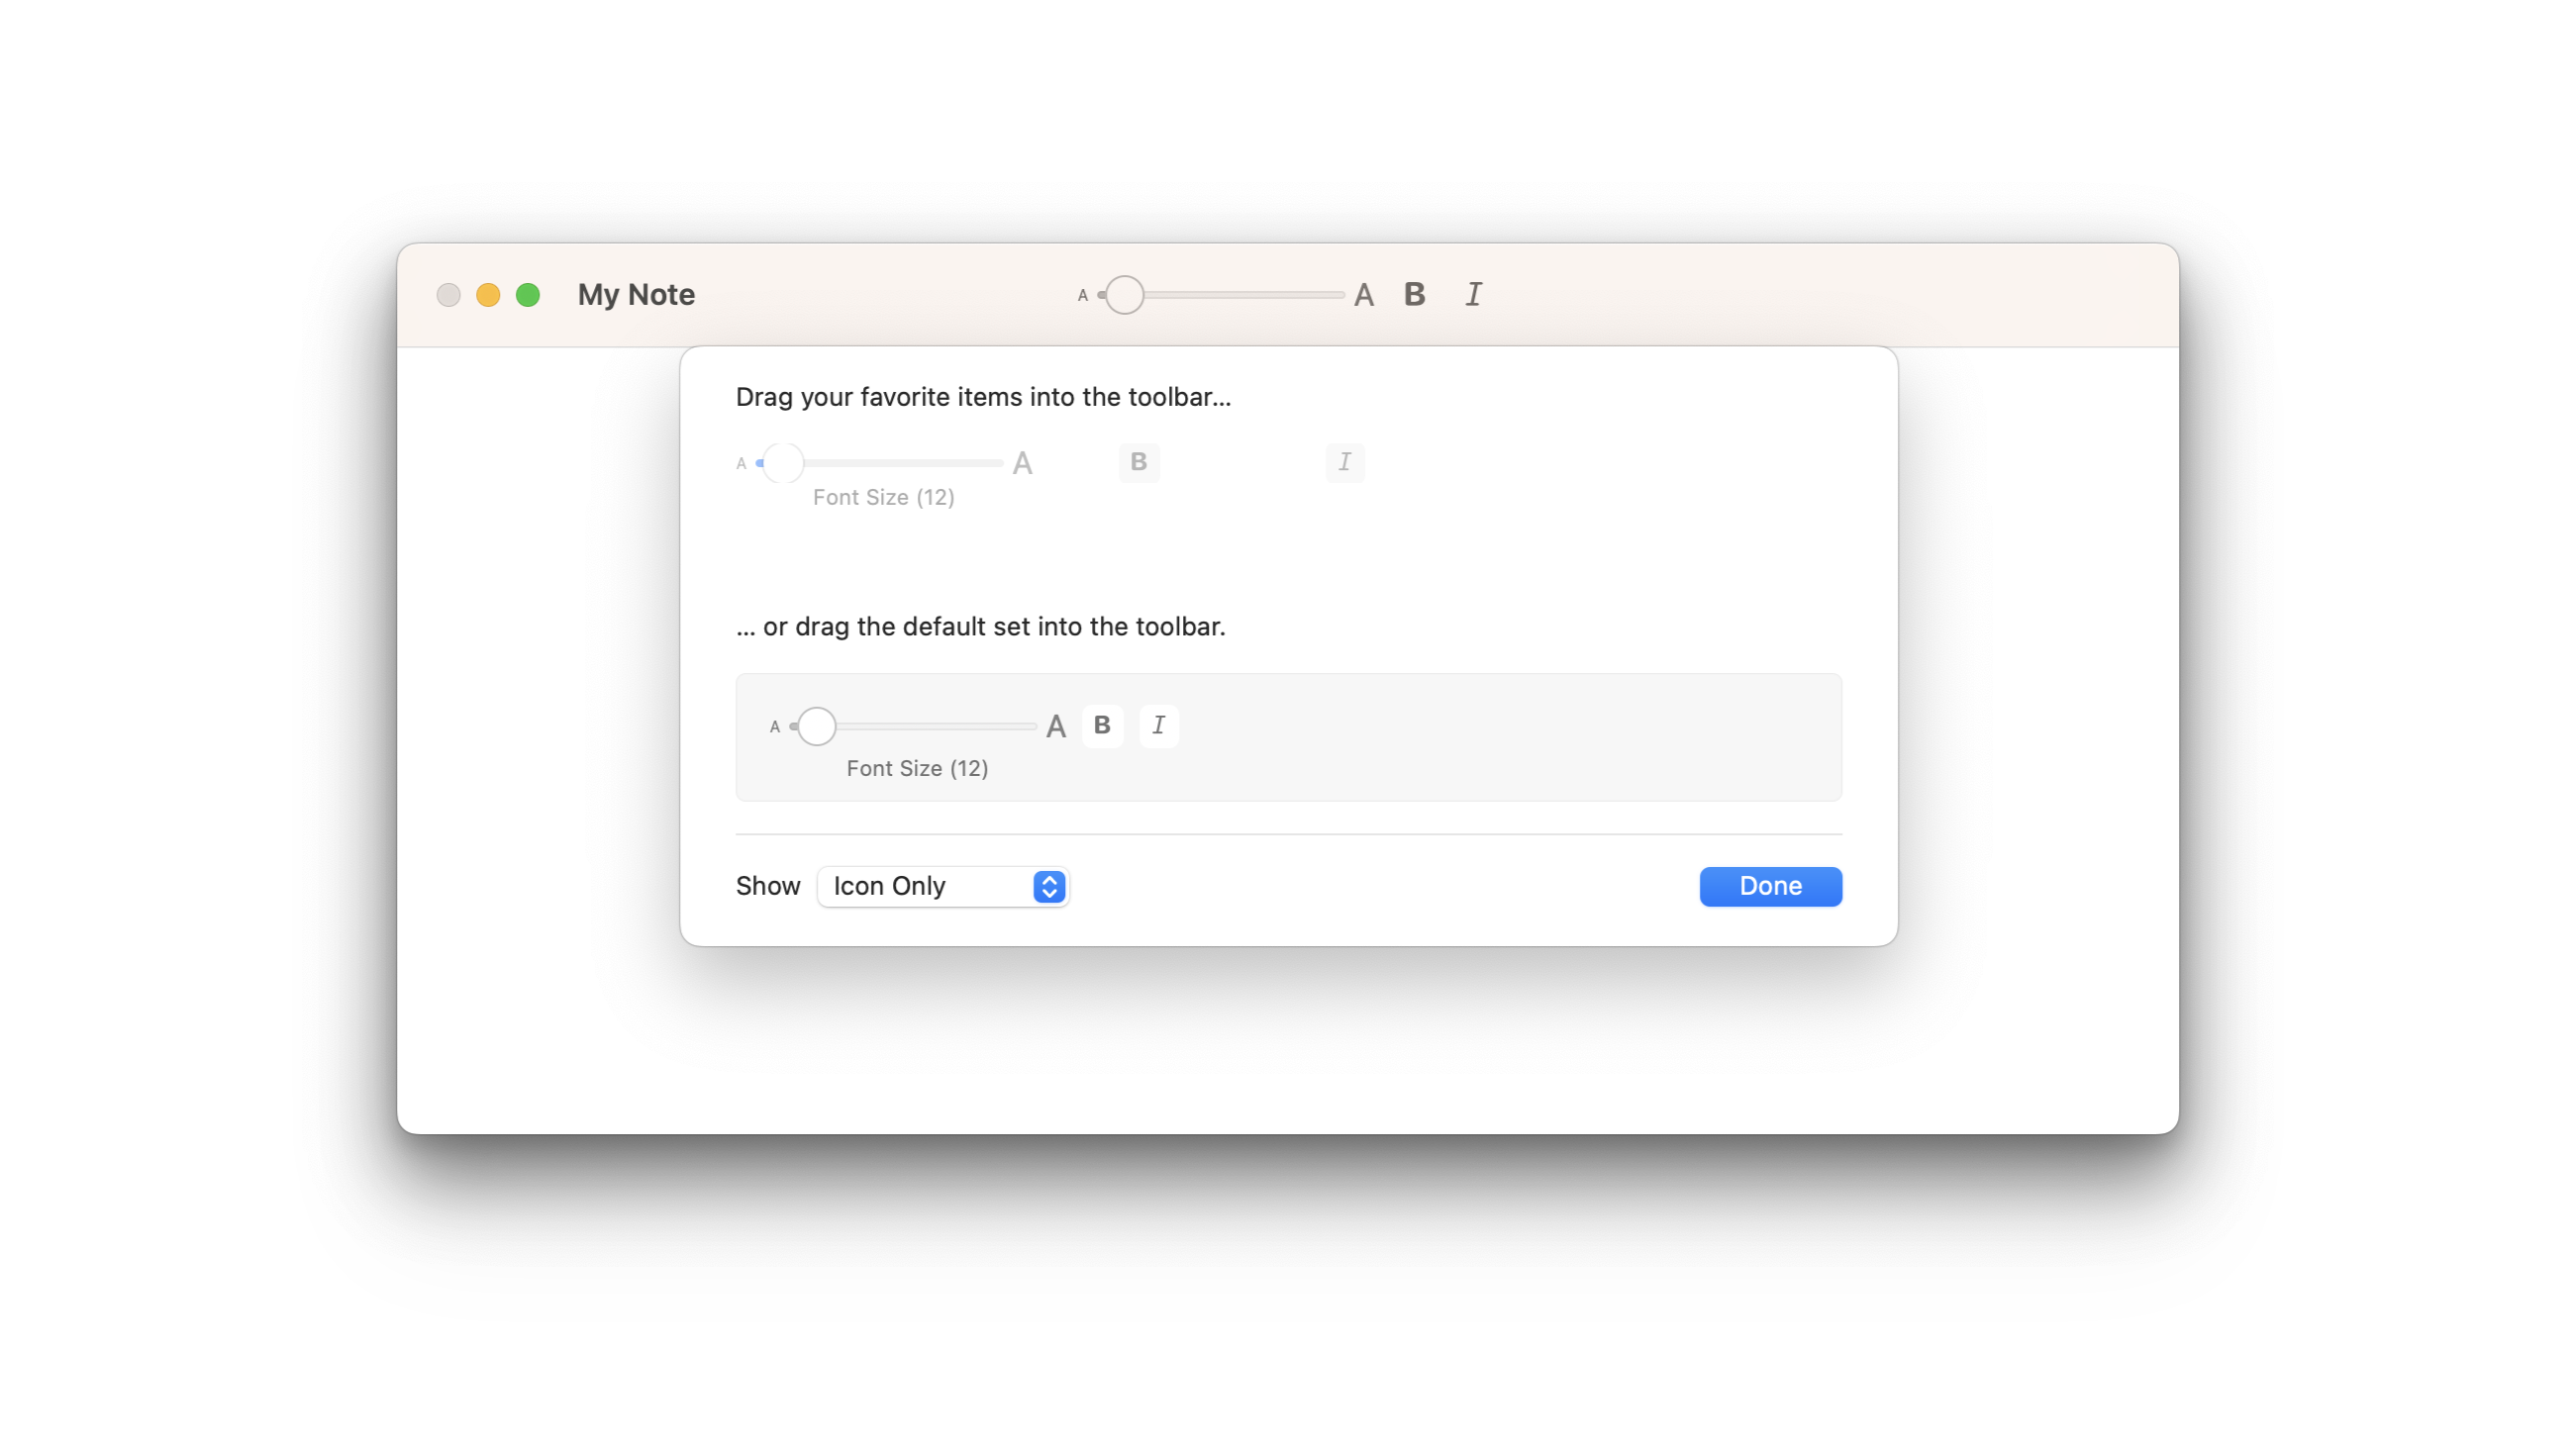 My Note
A A B I
Drag your favorite items into the toolbar...
A A B I
Font Size (12)
... or drag the default set into the toolbar.
A A B I
Font Size (12)
Show Icon Only Done